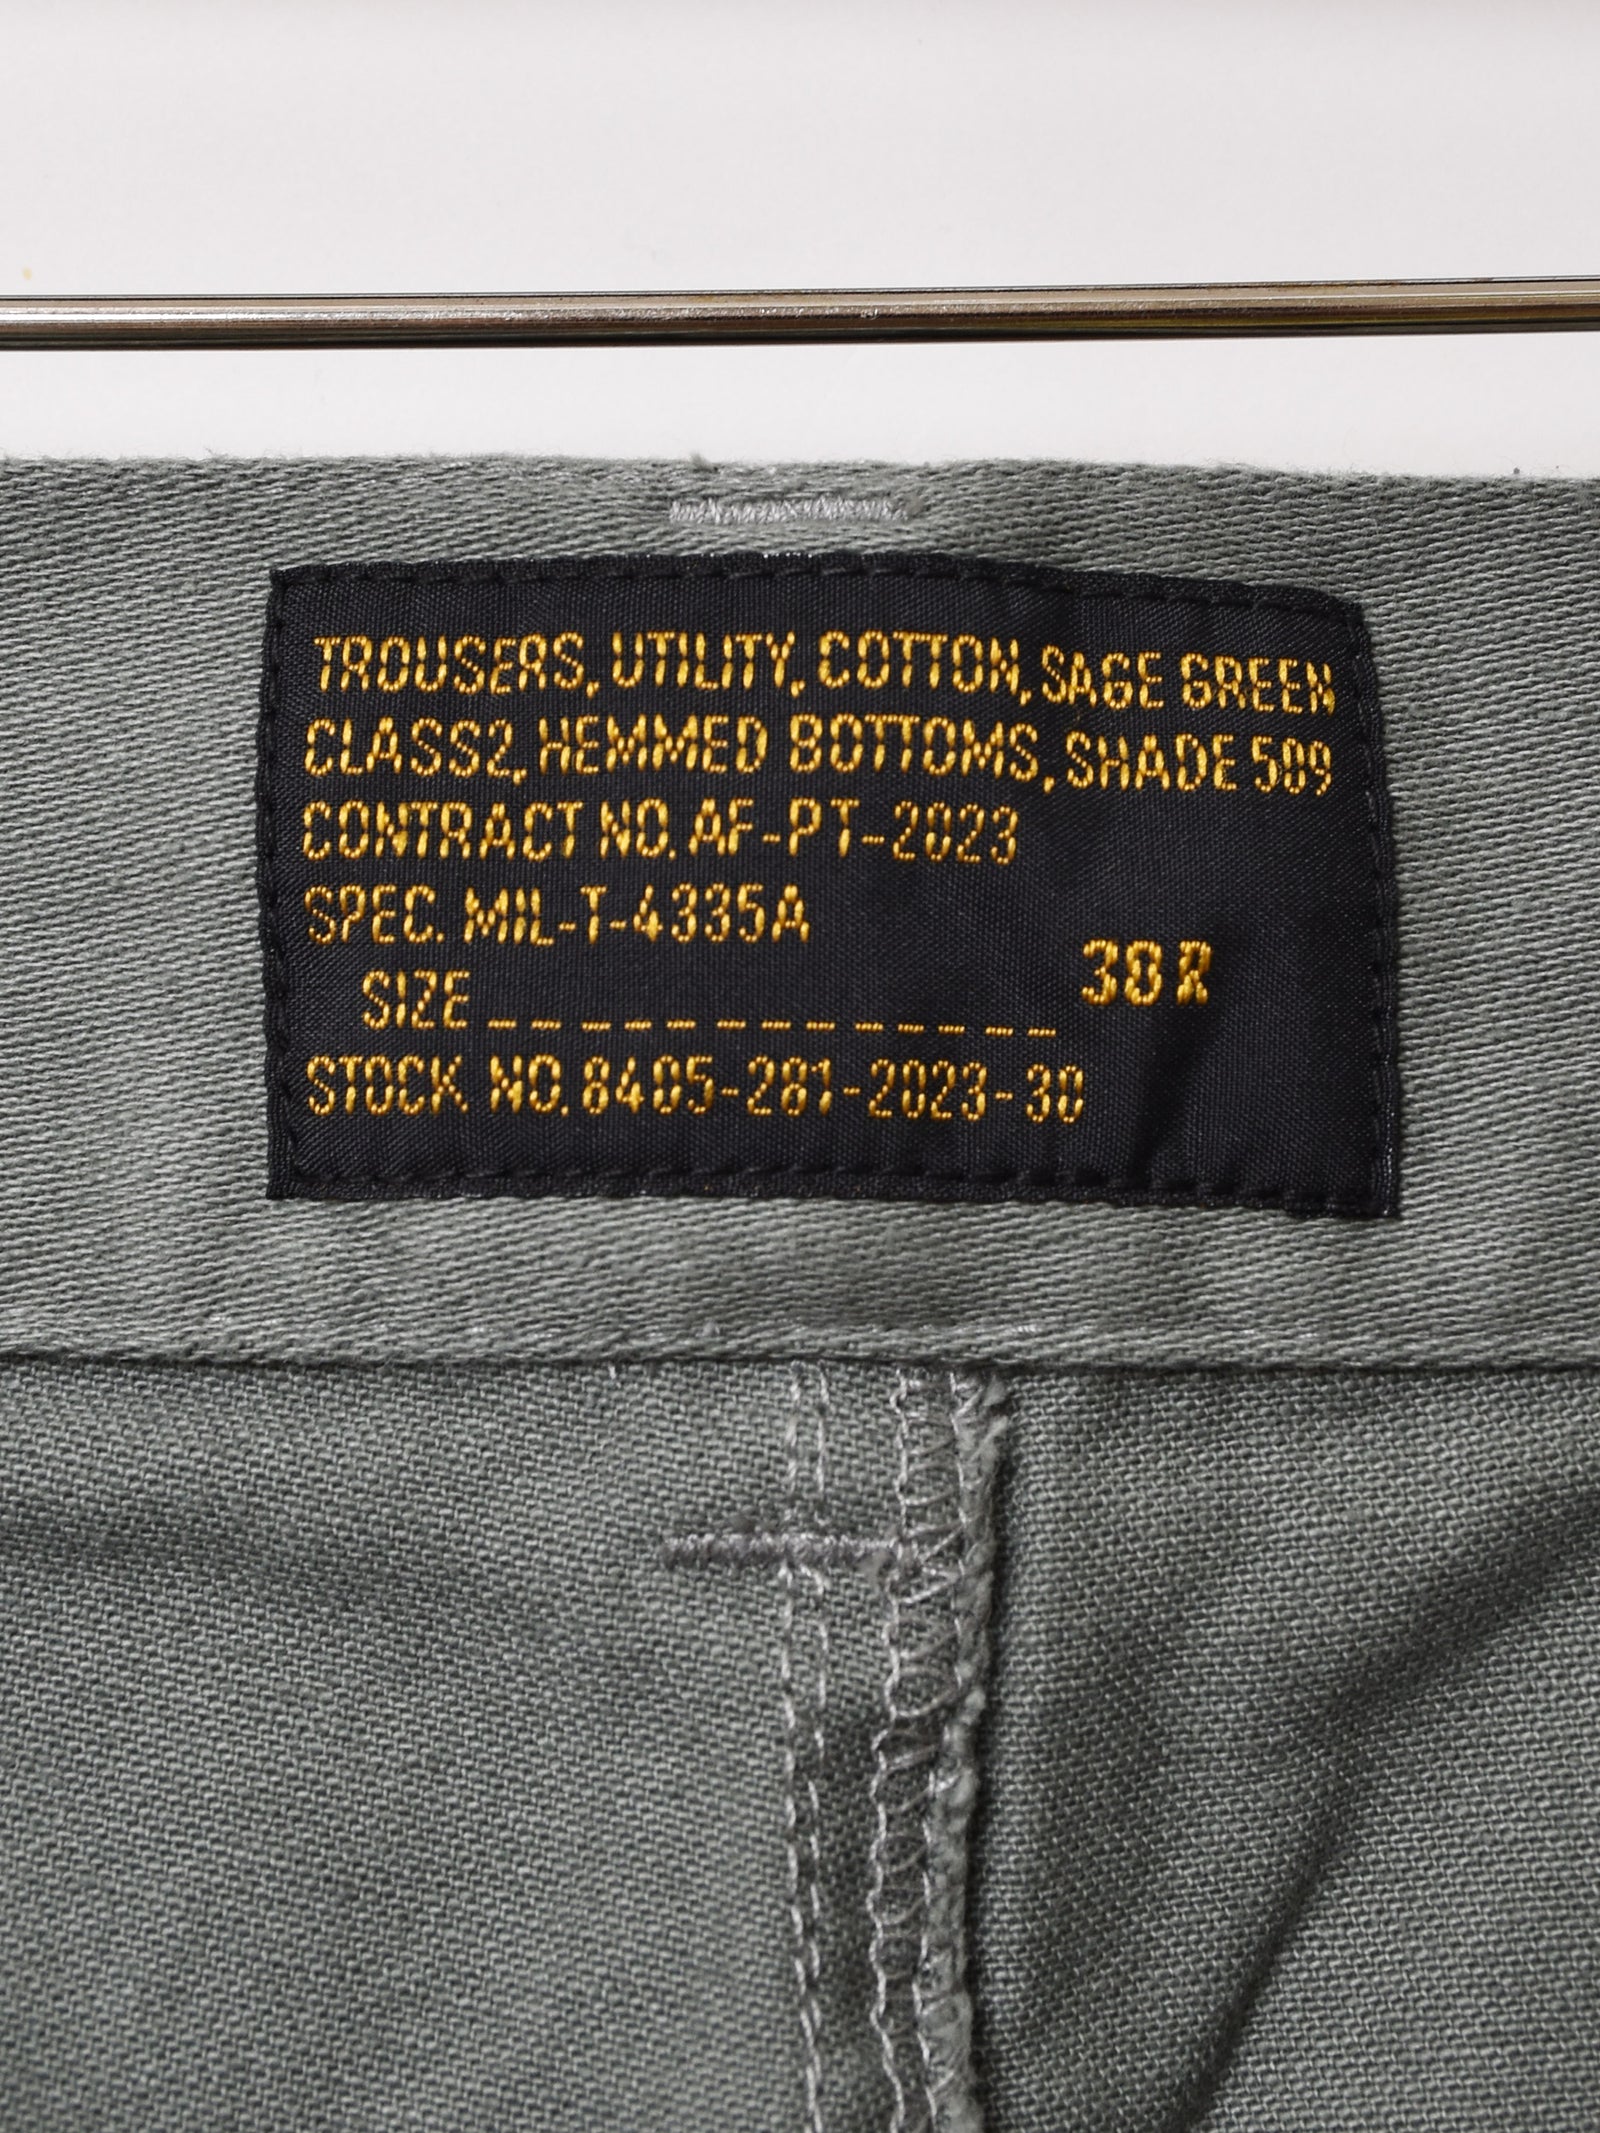 TROUSERS, UTILITY, COTTON, SAGE GREEN
CLASS2, HEMMED BOTTOMS, SHADE 509
CONTRACT NO. AF-PT-2023
SPEC. MIL-T-4335A
SIZE _ _ _ _ _ _ _ _ _ _ _ _ 30R
STOCK NO. 8405-281-2023-30